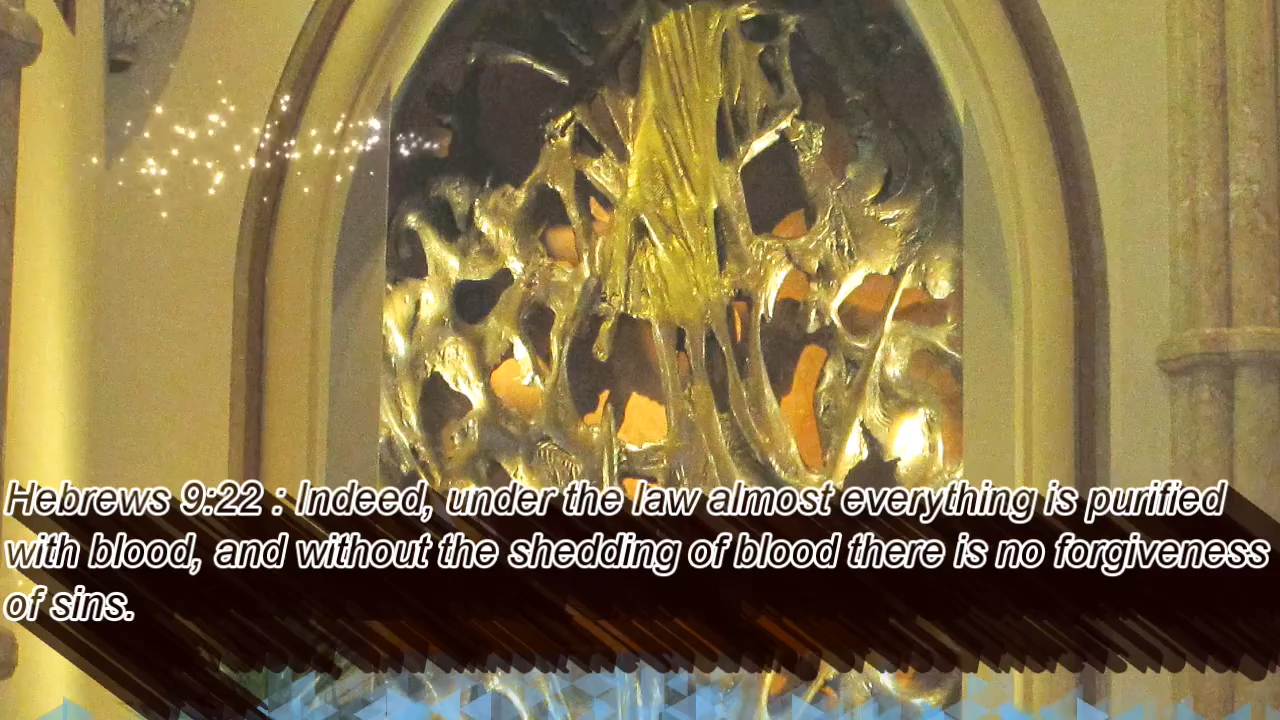 Hebrews 9:22 : Indeed, under the law almost everything is purified
with blood, and without the shedding of blood there is no forgiveness
of sins.